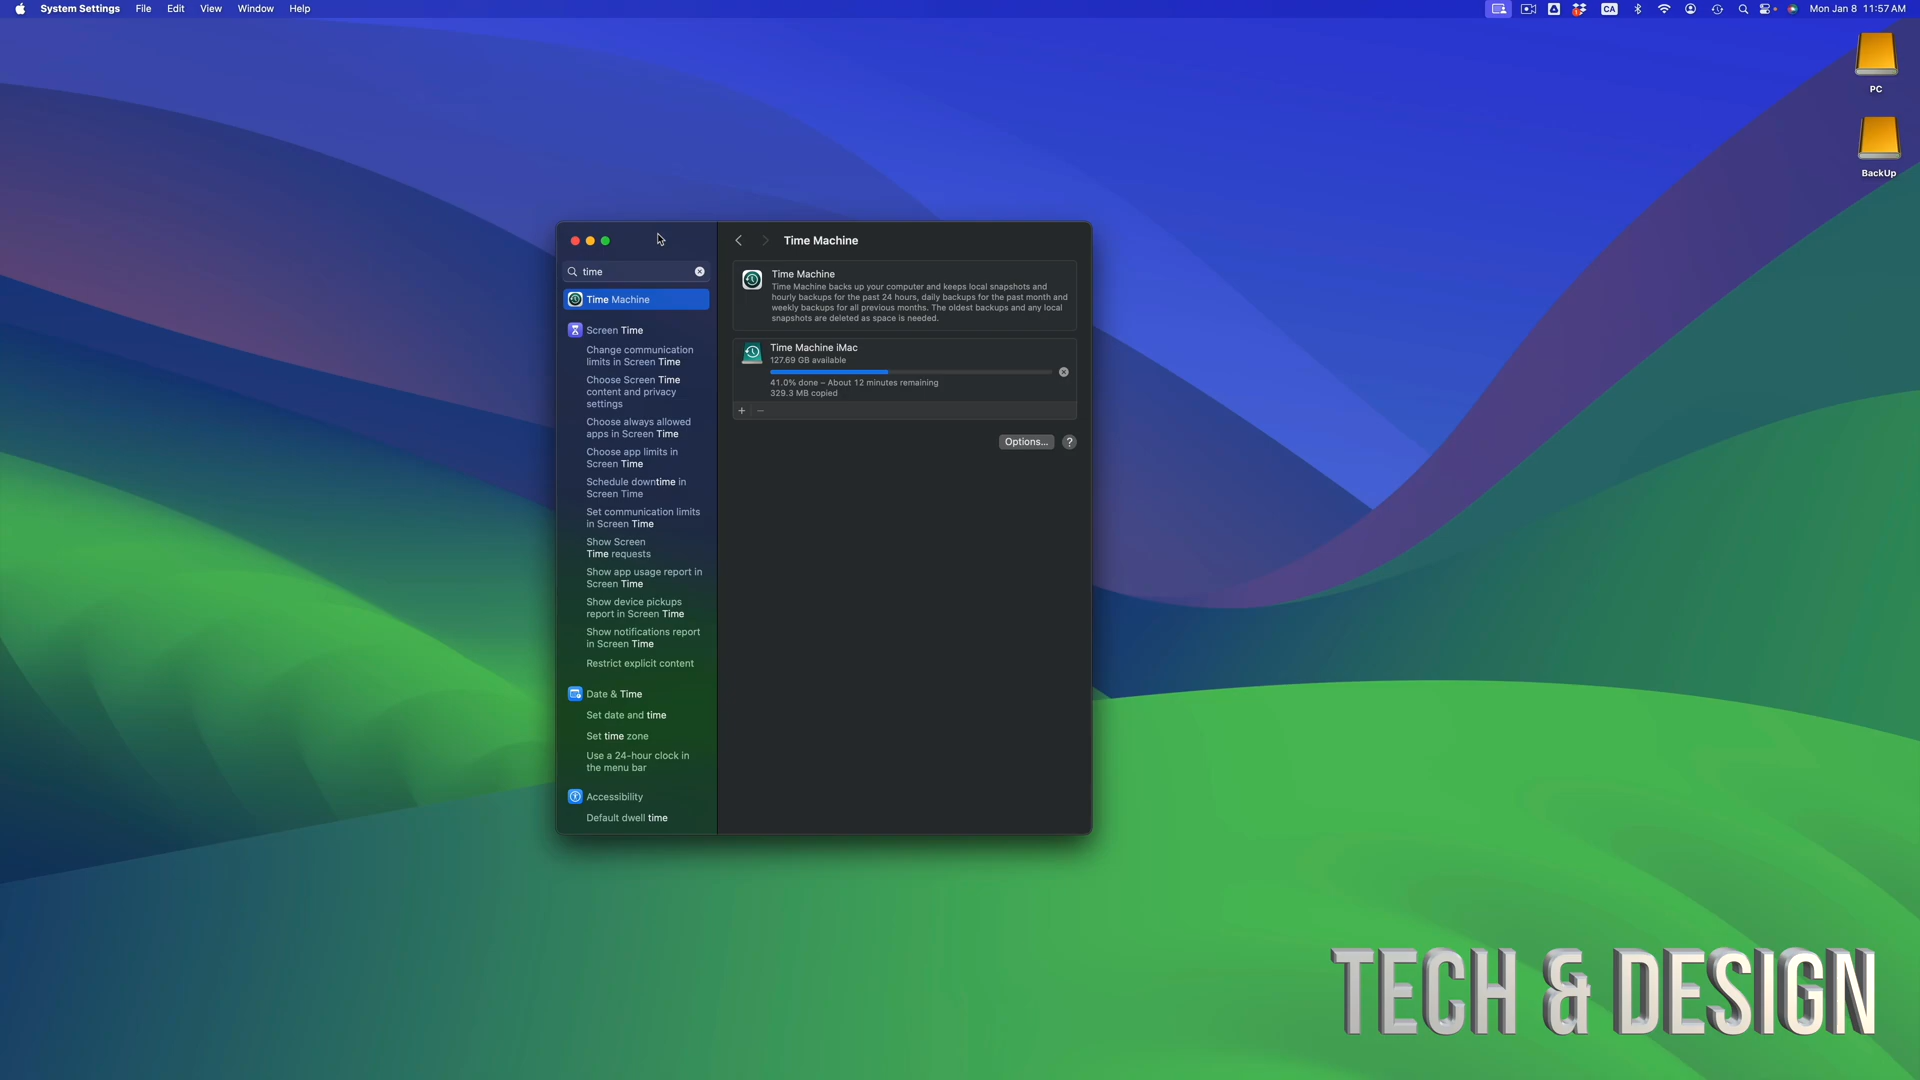 System Settings File Edit View Window Help
CA Mon Jan 8 11:57 AM
PC
BackUp
Time Machine
time
Time Machine
Screen Time
Change communication
limits in Screen Time
Choose Screen Time
content and privacy
settings
Choose always allowed
apps in Screen Time
Choose app limits in
Screen Time
Schedule downtime in
Screen Time
Set communication limits
in Screen Time
Show Screen
Time requests
Show app usage report in
Screen Time
Show device pickups
report in Screen Time
Show notifications report
in Screen Time
Restrict explicit content
Date & Time
Set date and time
Set time zone
Use a 24-hour clock in
the menu bar
Accessibility
Default dwell time
Time Machine
Time Machine backs up your computer and keeps local snapshots and
hourly backups for the past 24 hours, daily backups for the past month and
weekly backups for all previous months. The oldest backups and any local
snapshots are deleted as space is needed.
Time Machine iMac
127.69 GB available
41.0% done – About 12 minutes remaining
329.3 MB copied
+ −
Options... ?
TECH & DESIGN